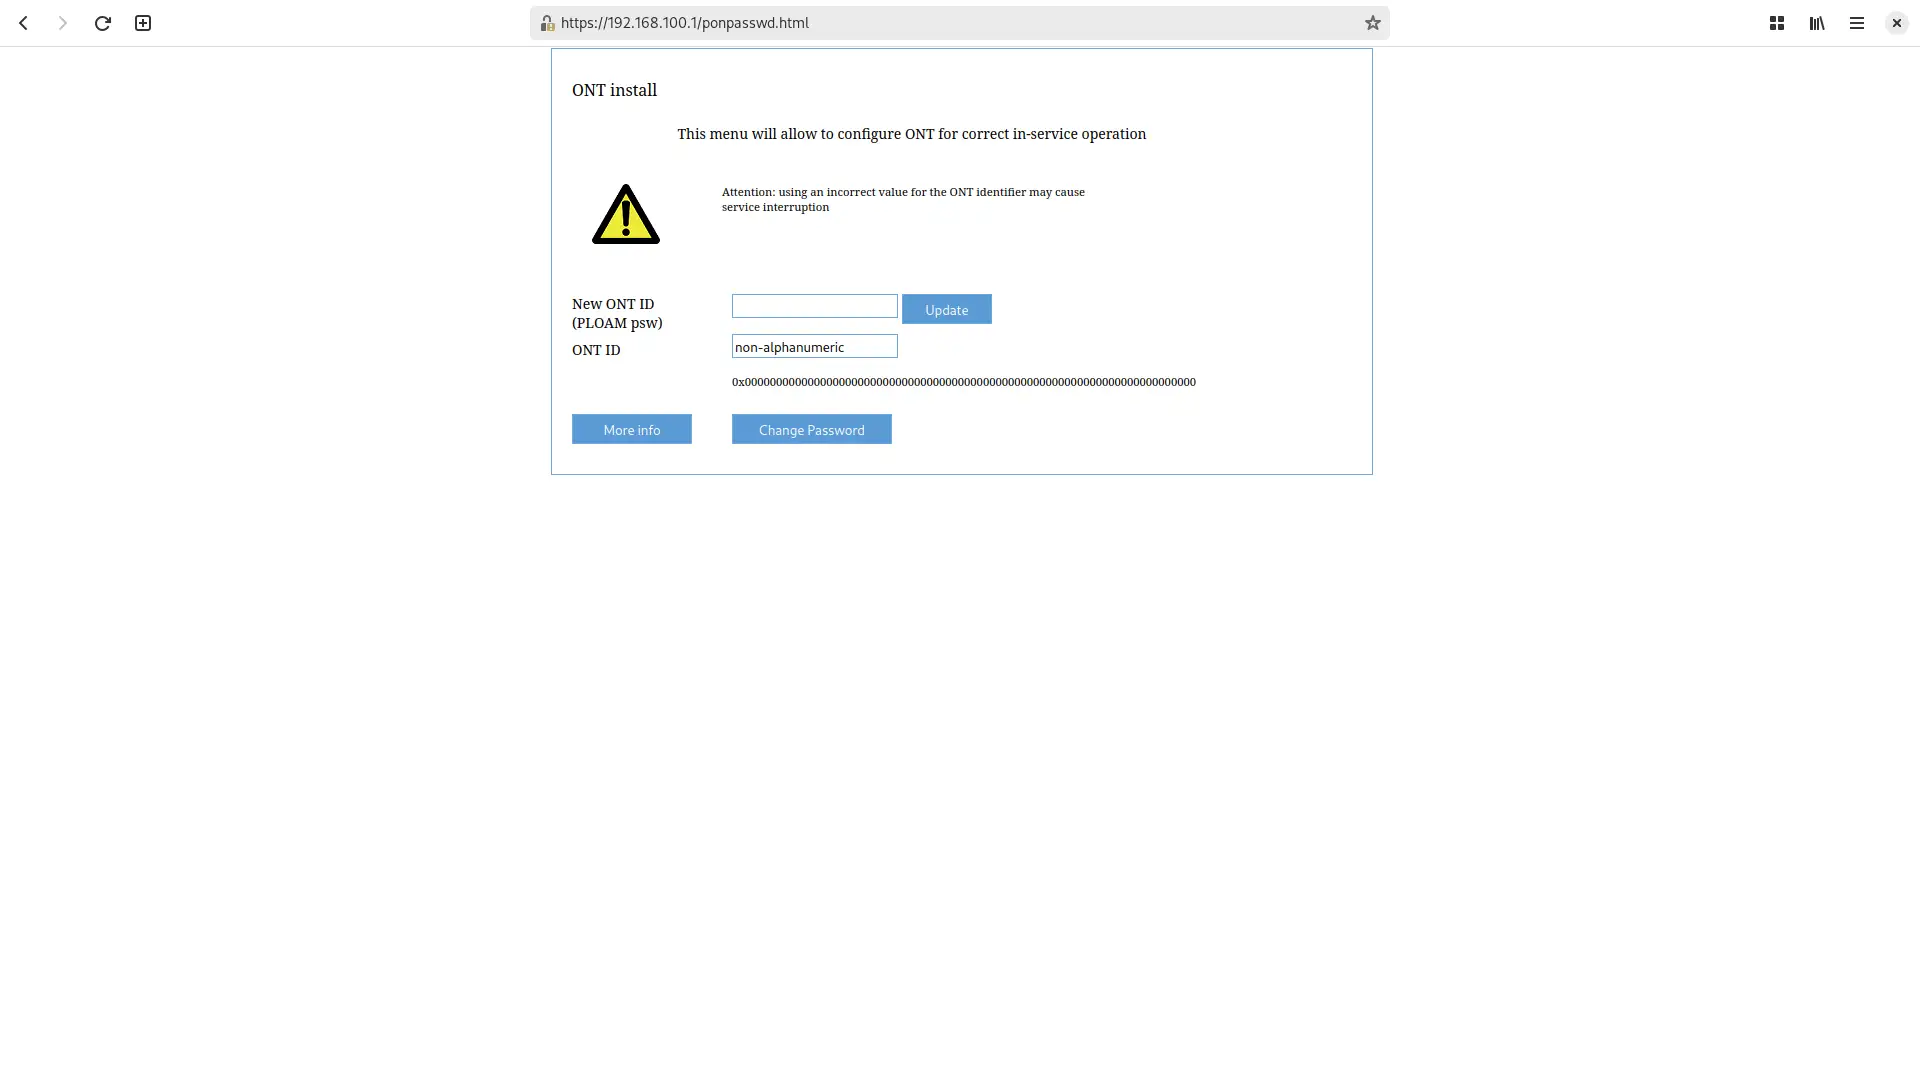 https://192.168.100.1/ponpasswd.html
ONT install
This menu will allow to configure ONT for correct in-service operation
Attention: using an incorrect value for the ONT identifier may cause
service interruption
New ONT ID
(PLOAM psw)
Update
ONT ID
non-alphanumeric
0x000000000000000000000000000000000000000000000000000000000000000000000000
More info
Change Password